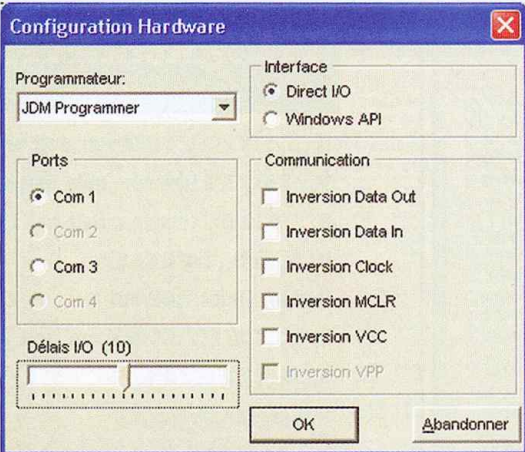 Configuration Hardware
Programmateur:
JDM Programmer
Interface
Direct I/O
Windows API
Ports
Com 1
Com 2
Com 3
Com 4
Communication
Inversion Data Out
Inversion Data In
Inversion Clock
Inversion MCLR
Inversion VCC
Inversion VPP
Délais I/O (10)
OK
Abandonner